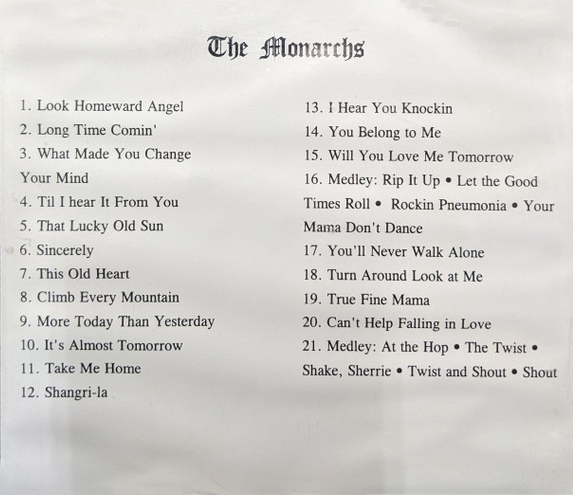 The Monarchs
1. Look Homeward Angel
2. Long Time Comin'
3. What Made You Change
Your Mind
4. Til I hear It From You
5. That Lucky Old Sun
6. Sincerely
7. This Old Heart
8. Climb Every Mountain
9. More Today Than Yesterday
10. It's Almost Tomorrow
11. Take Me Home
12. Shangri-la
13. I Hear You Knockin
14. You Belong to Me
15. Will You Love Me Tomorrow
16. Medley: Rip It Up • Let the Good
Times Roll • Rockin Pneumonia • Your
Mama Don't Dance
17. You'll Never Walk Alone
18. Turn Around Look at Me
19. True Fine Mama
20. Can't Help Falling in Love
21. Medley: At the Hop • The Twist •
Shake, Sherrie • Twist and Shout • Shout